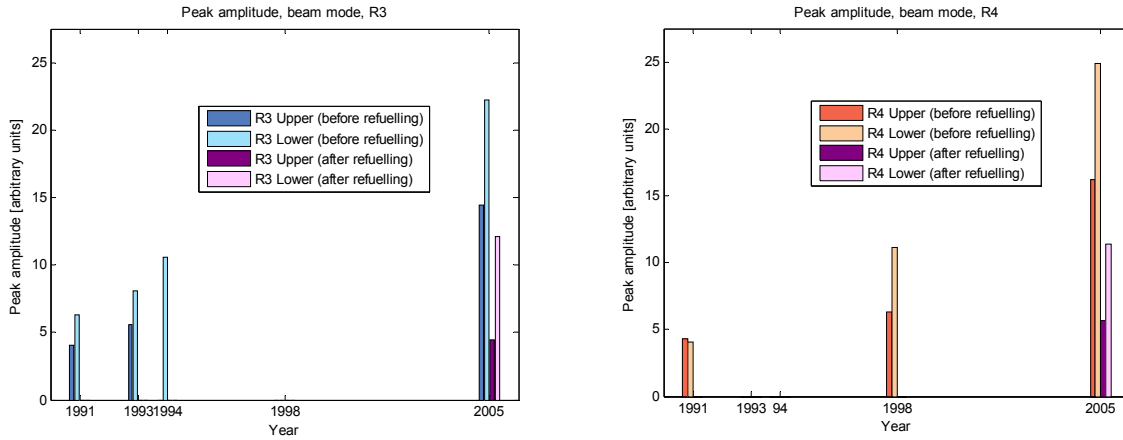 Peak amplitude, beam mode, R3
Peak amplitude [arbitrary units]
25
20
15
10
5
0
R3 Upper (before refuelling)
R3 Lower (before refuelling)
R3 Upper (after refuelling)
R3 Lower (after refuelling)
1991 1993 1994 1998 2005
Year
Peak amplitude, beam mode, R4
Peak amplitude [arbitrary units]
25
20
15
10
5
0
R4 Upper (before refuelling)
R4 Lower (before refuelling)
R4 Upper (after refuelling)
R4 Lower (after refuelling)
1991 1993 94 1998 2005
Year